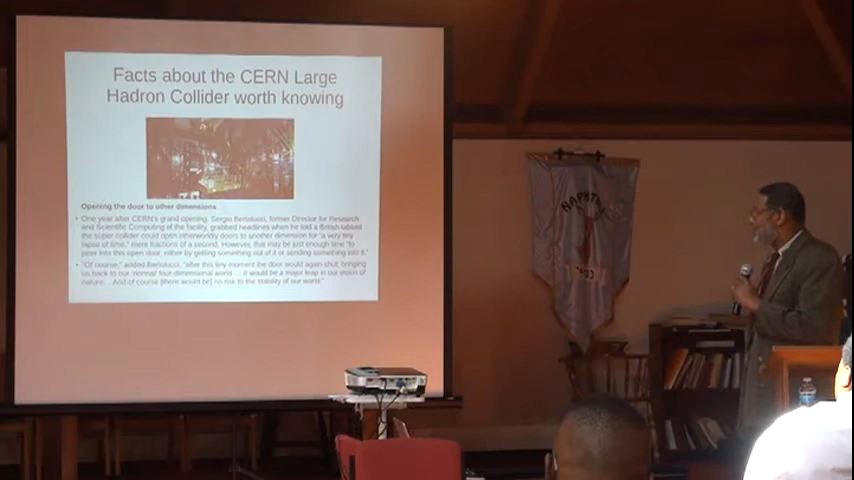 Facts about the CERN Large
Hadron Collider worth knowing
Opening the door to other dimensions
• One year after CERN's grand opening, Sergio Bertolucci, former Director for Research
and Scientific Computing of the facility, grabbed headlines when he told a British tabloid
the super collider could open otherworldly doors to another dimension for "a very tiny
lapse of time," mere fractions of a second. However, that may be just enough time "to
peer into this open door, either by getting something out of it or sending something into it."
• "Of course," added Bertolucci, "after this tiny moment the door would again shut, bringing
us back to our 'normal' four-dimensional world ... it would be a major leap in our vision of
nature... And of course [there would be] no risk to the stability of our world."